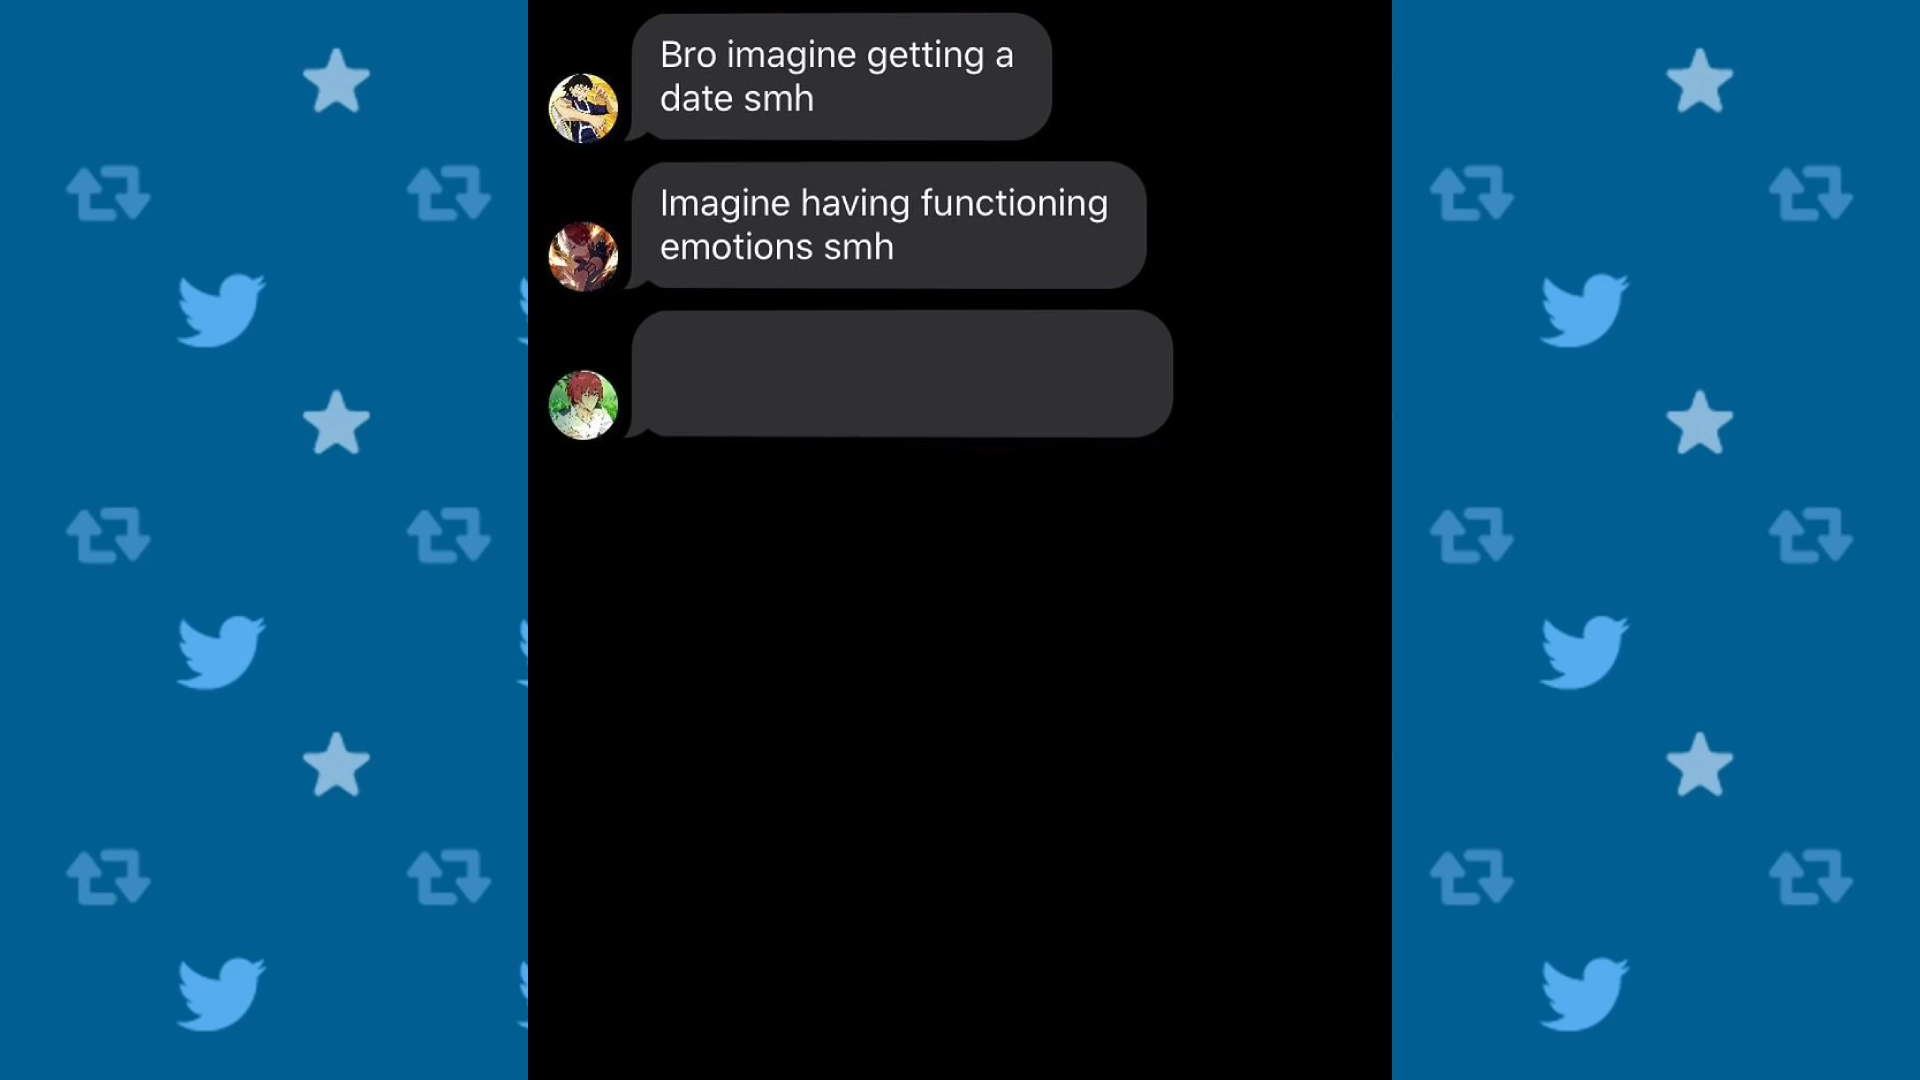 Bro imagine getting a
date smh
Imagine having functioning
emotions smh